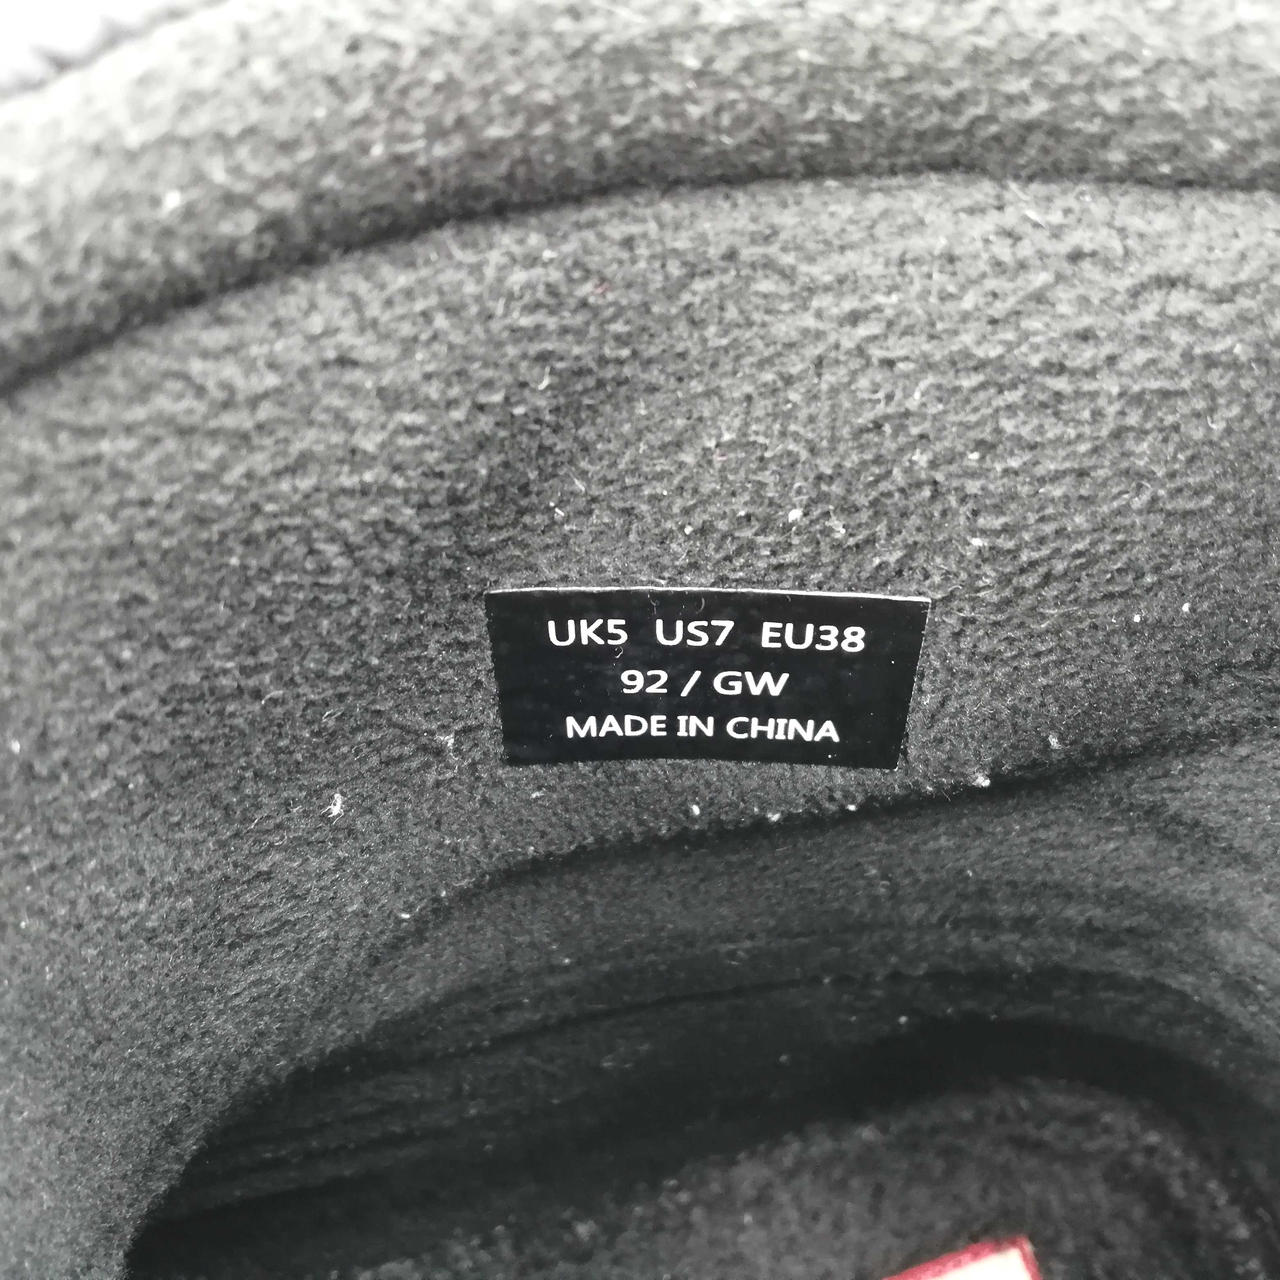 UK5 US7 EU38
92 / GW
MADE IN CHINA